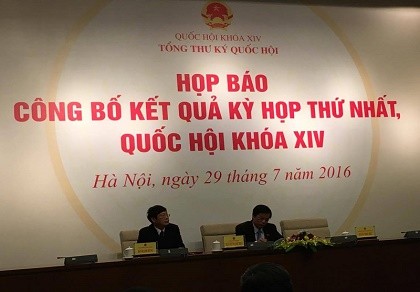 QUỐC HỘI KHÓA XIV
TỔNG THƯ KÝ QUỐC HỘI
HỌP BÁO
CÔNG BỐ KẾT QUẢ KỲ HỌP THỨ NHẤT,
QUỐC HỘI KHÓA XIV
Hà Nội, ngày 29 tháng 7 năm 2016